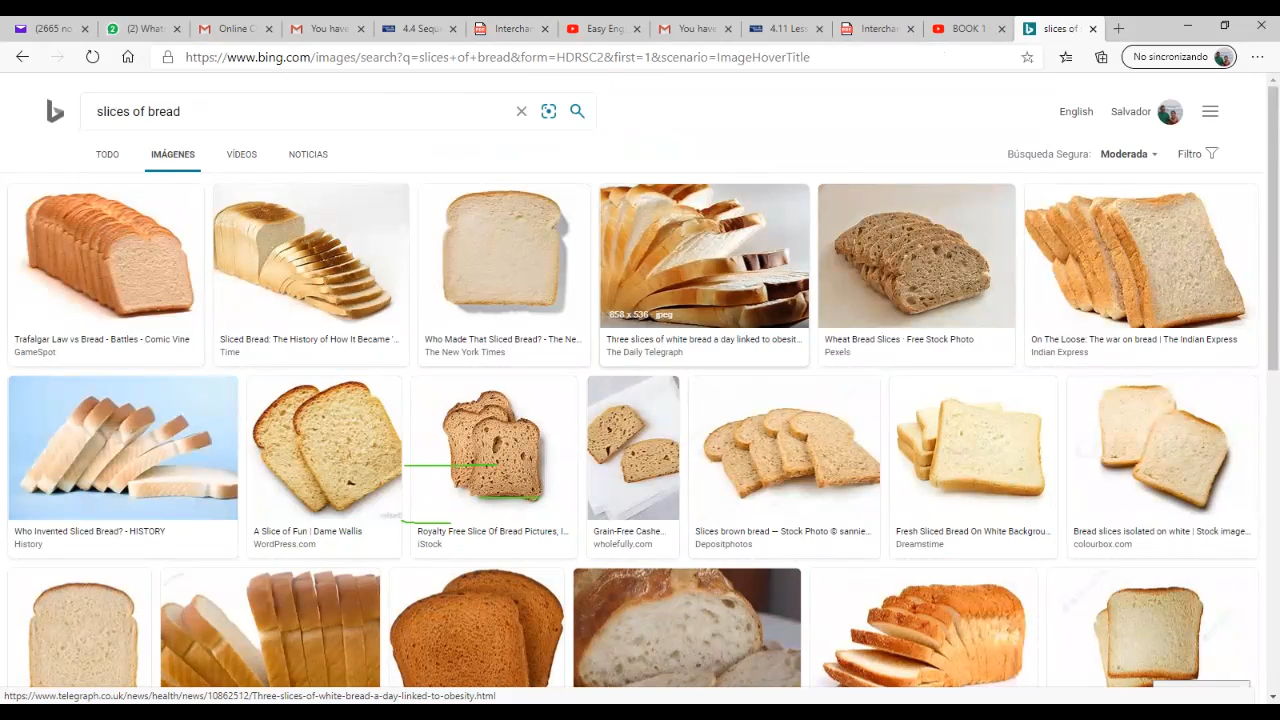 (2665 no
(2) Whats
Online C
You have
4.4 Sequ
Intercha
Easy Eng
You have
4.11 Less
Intercha
BOOK 1
slices of
https://www.bing.com/images/search?q=slices+of+bread&form=HDRSC2&first=1&scenario=ImageHoverTitle
No sincronizando
slices of bread
English
Salvador
TODO
IMÁGENES
VÍDEOS
NOTICIAS
Búsqueda Segura: Moderada
Filtro
858 x 536 jpeg
Trafalgar Law vs Bread - Battles - Comic Vine
GameSpot
Sliced Bread: The History of How It Became '...
Time
Who Made That Sliced Bread? - The Ne...
The New York Times
Three slices of white bread a day linked to obesit...
The Daily Telegraph
Wheat Bread Slices · Free Stock Photo
Pexels
On The Loose: The war on bread | The Indian Express
Indian Express
Who Invented Sliced Bread? - HISTORY
History
A Slice of Fun | Dame Wallis
WordPress.com
Royalty Free Slice Of Bread Pictures, I...
iStock
Grain-Free Cashe...
wholefully.com
Slices brown bread — Stock Photo © sannie...
Depositphotos
Fresh Sliced Bread On White Backgrou...
Dreamstime
Bread slices isolated on white | Stock image...
colourbox.com
https://www.telegraph.co.uk/news/health/news/10862512/Three-slices-of-white-bread-a-day-linked-to-obesity.html